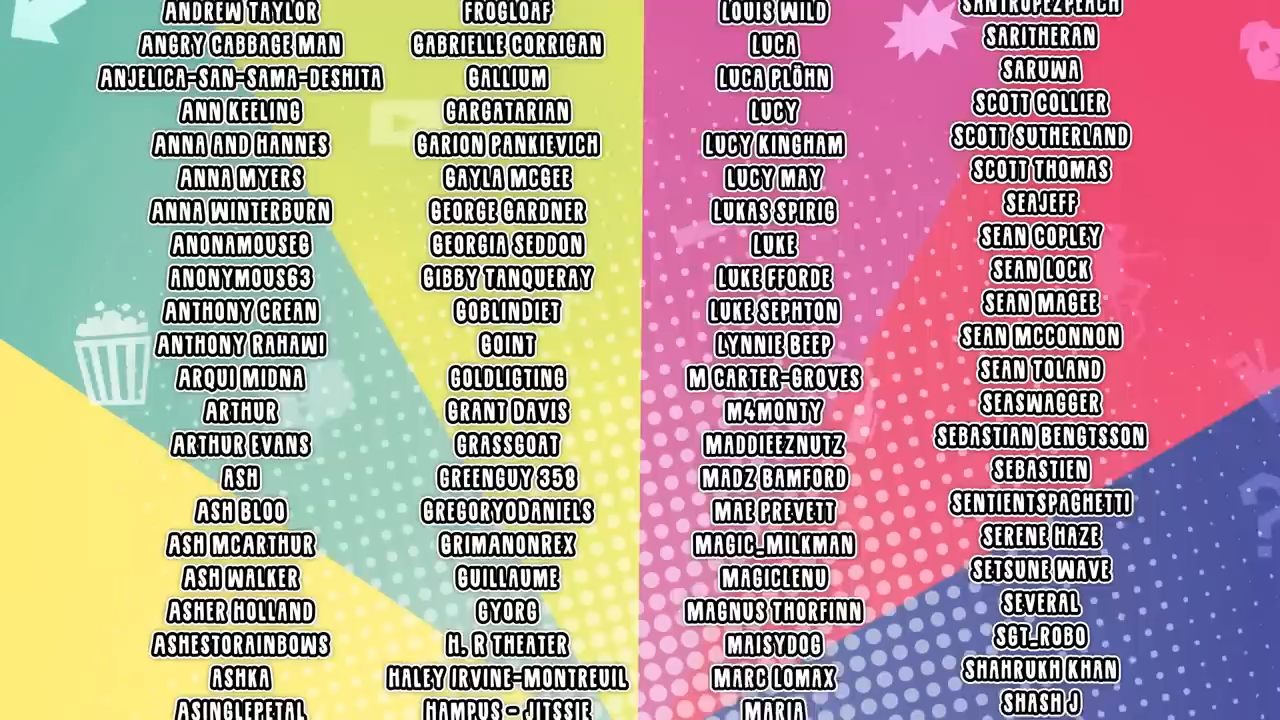 ANDREW TAYLOR
ANGRY CABBAGE MAN
ANJELICA-SAN-SAMA-DESHITA
ANN KEELING
ANNA AND HANNES
ANNA MYERS
ANNA WINTERBURN
ANONAMOUSE6
ANONYMOUS63
ANTHONY CREAN
ANTHONY RAHAWI
ARQUI MIDNA
ARTHUR
ARTHUR EVANS
ASH
ASH BLOO
ASH MCARTHUR
ASH WALKER
ASHER HOLLAND
ASHESTORAINBOWS
ASHKA
ASINGLEPETAL
FROGLOAF
GABRIELLE CORRIGAN
GALLIUM
GARGATARIAN
GARION PANKIEVICH
GAYLA MCGEE
GEORGE GARDNER
GEORGIA SEDDON
GIBBY TANQUERAY
GOBLINDIET
GOINT
GOLDLIGTING
GRANT DAVIS
GRASSGOAT
GREENGUY 358
GREGORYODANIELS
GRIMANONREX
GUILLAUME
GYORG
H. R THEATER
HALEY IRVINE-MONTREUIL
HAMPUS - JITSSIE
LOUIS WILD
LUCA
LUCA PLÖHN
LUCY
LUCY KINGHAM
LUCY MAY
LUKAS SPIRIG
LUKE
LUKE FFORDE
LUKE SEPHTON
LYNNIE BEEP
M CARTER-GROVES
M4MONTY
MADDIEEZNUTZ
MADZ BAMFORD
MAE PREVETT
MAGIC_MILKMAN
MAGICLENU
MAGNUS THORFINN
MAISYDOG
MARC LOMAX
MARIA
SANTROPEZPEACH
SARITHERAN
SARUWA
SCOTT COLLIER
SCOTT SUTHERLAND
SCOTT THOMAS
SEAJEFF
SEAN COPLEY
SEAN LOCK
SEAN MAGEE
SEAN MCCONNON
SEAN TOLAND
SEASWAGGER
SEBASTIAN BENGTSSON
SEBASTIEN
SENTIENTSPAGHETTI
SERENE HAZE
SETSUNE WAVE
SEVERAL
SGT_ROBO
SHAHRUKH KHAN
SHASH J